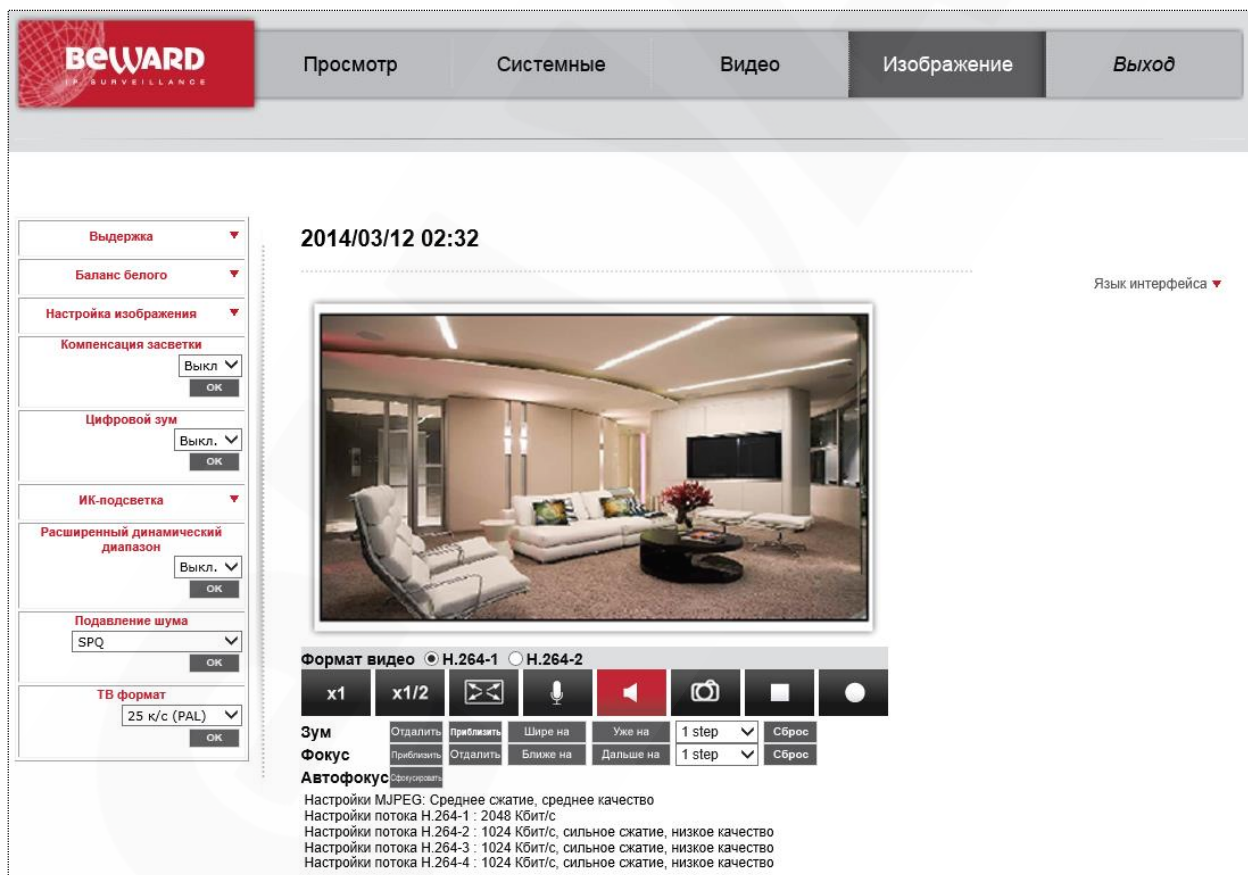 BEWARD
IP SURVEILLANCE
Просмотр
Системные
Видео
Изображение
Выход
Выдержка
Баланс белого
Настройка изображения
Компенсация засветки
Выкл
OK
Цифровой зум
Выкл.
OK
ИК-подсветка
Расширенный динамический
диапазон
Выкл.
OK
Подавление шума
SPQ
OK
ТВ формат
25 к/с (PAL)
OK
2014/03/12 02:32
Язык интерфейса
Формат видео H.264-1 H.264-2
x1 x1/2
Зум Отдалить Приблизить Шире на Уже на 1 step Сброс
Фокус Приблизить Отдалить Ближе на Дальше на 1 step Сброс
Автофокус Сфокусировать
Настройки MJPEG: Среднее сжатие, среднее качество
Настройки потока H.264-1 : 2048 Кбит/с
Настройки потока H.264-2 : 1024 Кбит/с, сильное сжатие, низкое качество
Настройки потока H.264-3 : 1024 Кбит/с, сильное сжатие, низкое качество
Настройки потока H.264-4 : 1024 Кбит/с, сильное сжатие, низкое качество